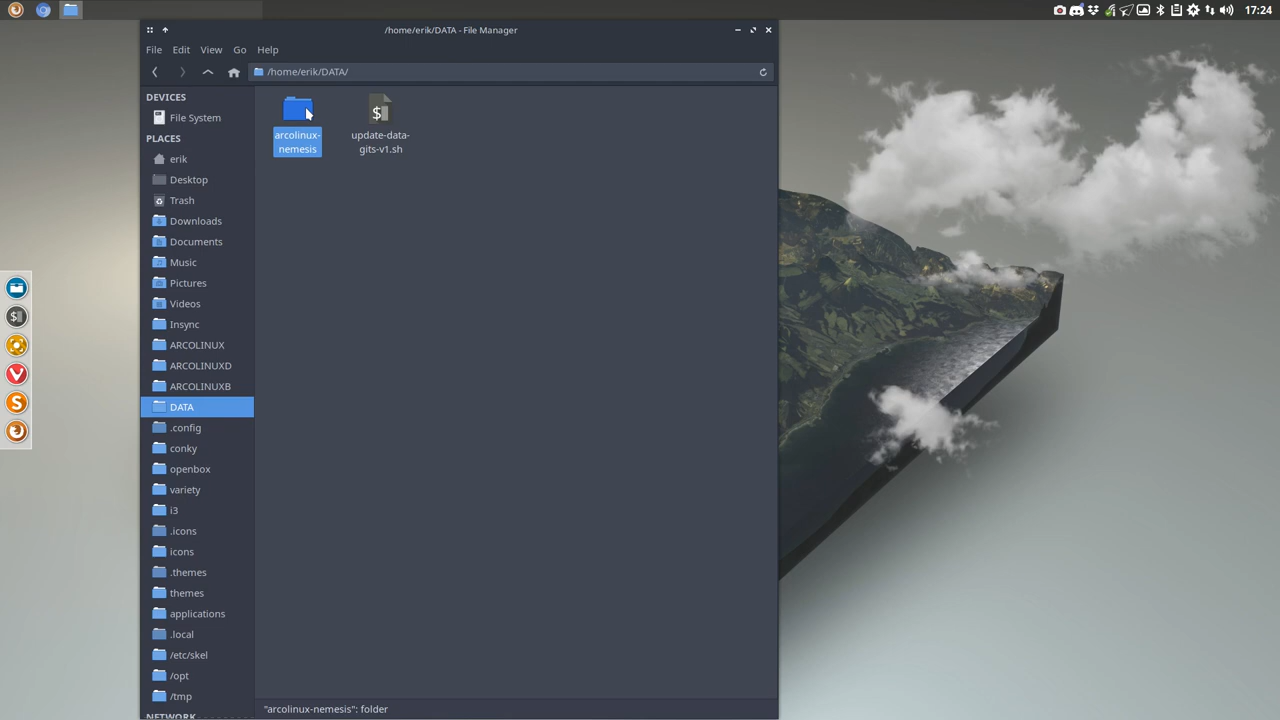 17:24
/home/erik/DATA - File Manager
File Edit View Go Help
/home/erik/DATA/
DEVICES
File System
PLACES
erik
Desktop
Trash
Downloads
Documents
Music
Pictures
Videos
Insync
ARCOLINUX
ARCOLINUXD
ARCOLINUXB
DATA
.config
conky
openbox
variety
i3
.icons
icons
.themes
themes
applications
.local
/etc/skel
/opt
/tmp
NETWORK
arcolinux-
nemesis
update-data-
gits-v1.sh
"arcolinux-nemesis": folder